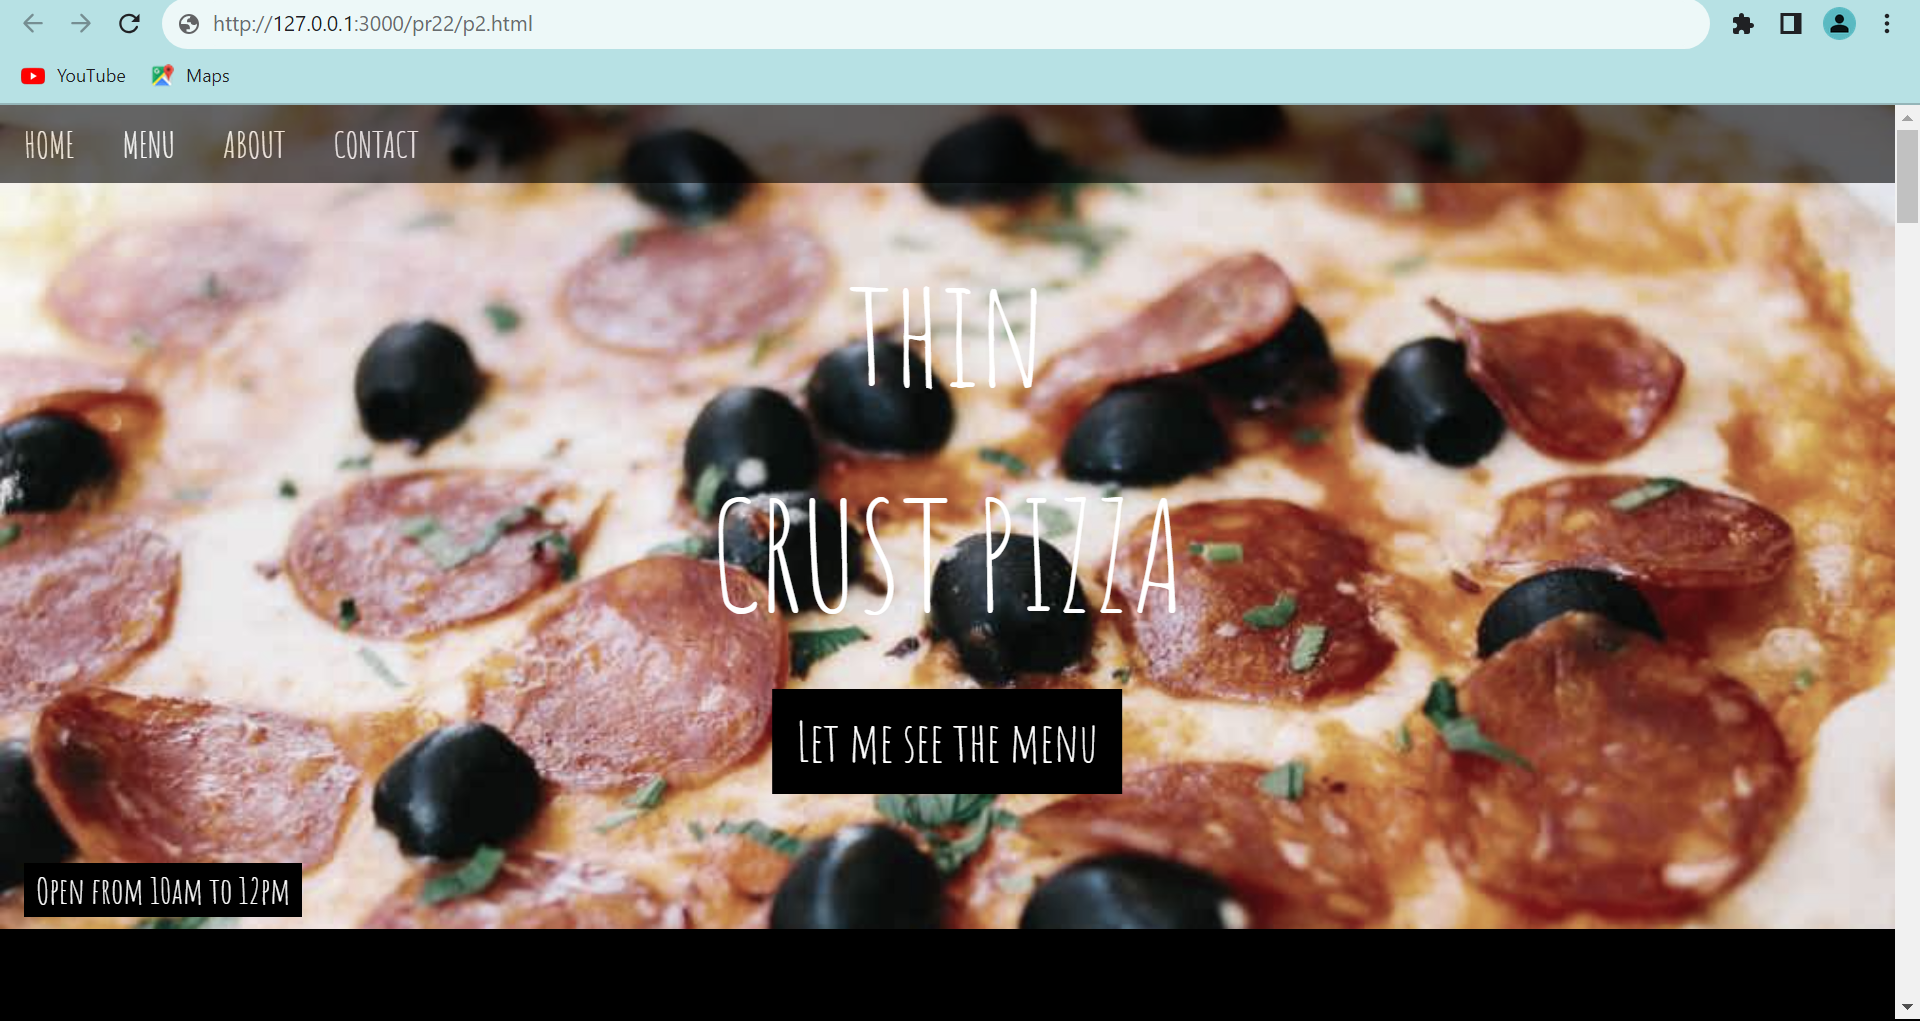 http://127.0.0.1:3000/pr22/p2.html
YouTube Maps
HOME MENU ABOUT CONTACT
THIN
CRUST PIZZA
LET ME SEE THE MENU
OPEN FROM 10AM TO 12PM